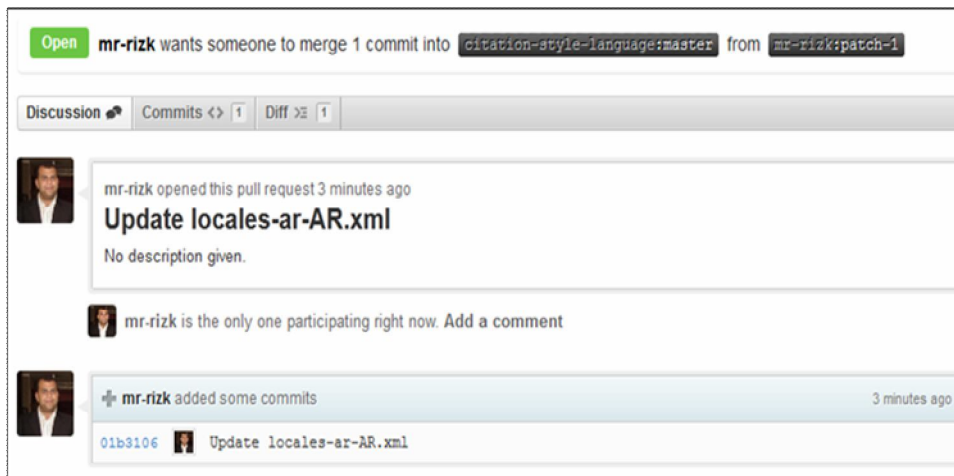 Open mr-rizk wants someone to merge 1 commit into citation-style-language:master from mr-rizk:patch-1
Discussion Commits <> 1 Diff 1
mr-rizk opened this pull request 3 minutes ago
Update locales-ar-AR.xml
No description given.
mr-rizk is the only one participating right now. Add a comment
mr-rizk added some commits 3 minutes ago
01b3106 Update locales-ar-AR.xml